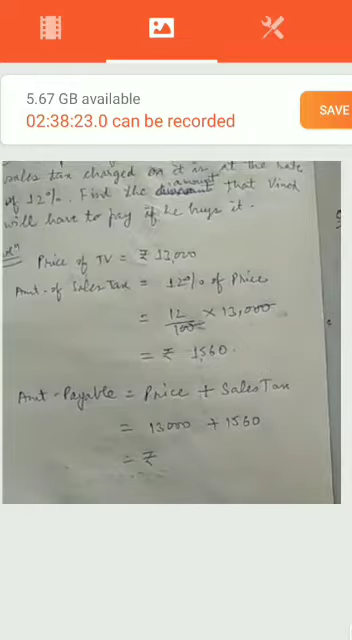 5.67 GB available
02:38:23.0 can be recorded
SAVE
sales tax charged on it is at the rate
of 12%. Find the amount that Vinod
will have to pay if he buys it.
Soln
Price of TV = ₹ 13,000
Amt. of Sales Tax = 12% of Price
= 12/100 × 13,000
= ₹ 1560.
Amt-Payable = Price + Sales Tax
= 13000 + 1560
= ₹